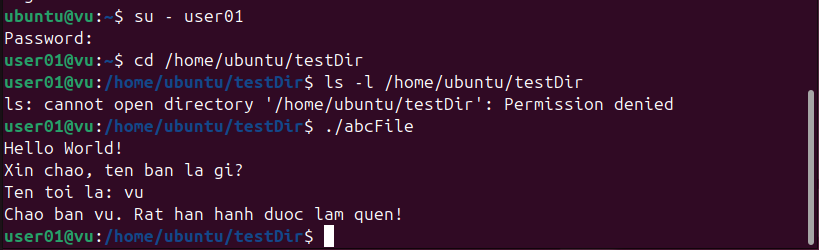 ubuntu@vu:~$ su - user01
Password:
user01@vu:~$ cd /home/ubuntu/testDir
user01@vu:/home/ubuntu/testDir$ ls -l /home/ubuntu/testDir
ls: cannot open directory '/home/ubuntu/testDir': Permission denied
user01@vu:/home/ubuntu/testDir$ ./abcFile
Hello World!
Xin chao, ten ban la gi?
Ten toi la: vu
Chao ban vu. Rat han hanh duoc lam quen!
user01@vu:/home/ubuntu/testDir$